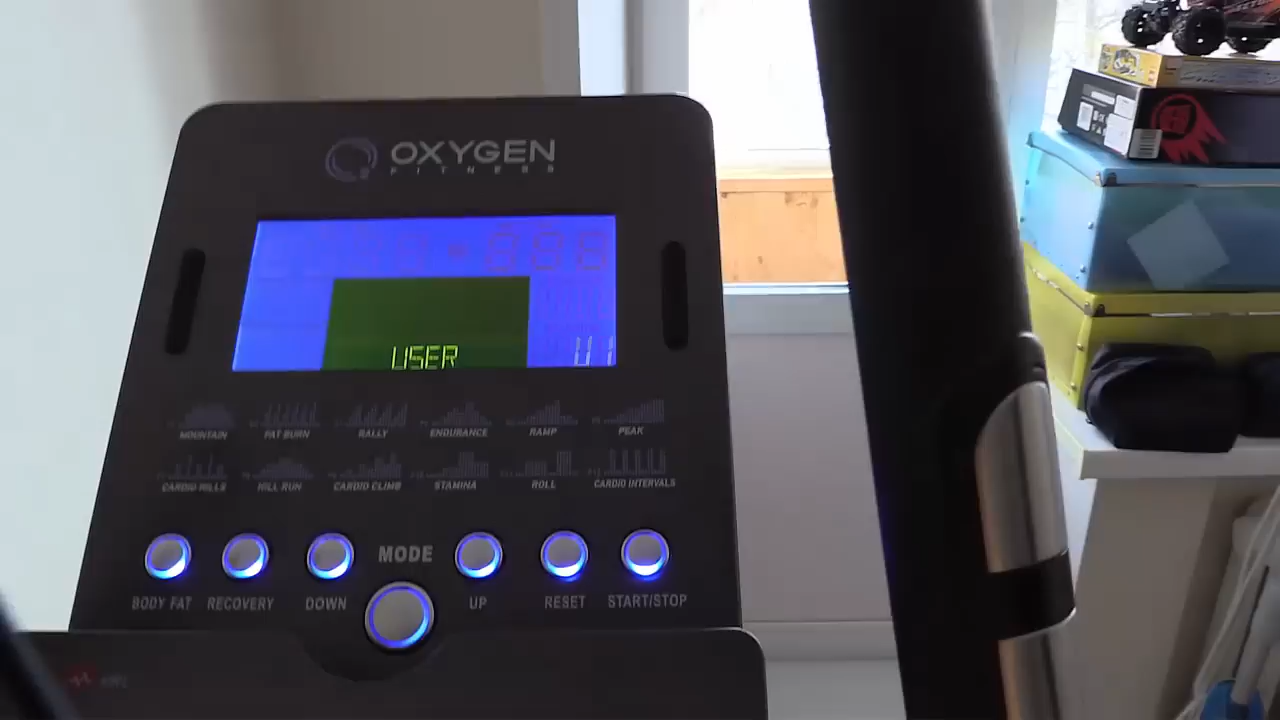 OXYGEN
FITNESS
USER
U1
MOUNTAIN FAT BURN RALLY ENDURANCE RAMP PEAK
CARDIO HILLS HILL RUN CARDIO CLIMB STAMINA ROLL CARDIO INTERVALS
MODE
BODY FAT RECOVERY DOWN UP RESET START/STOP